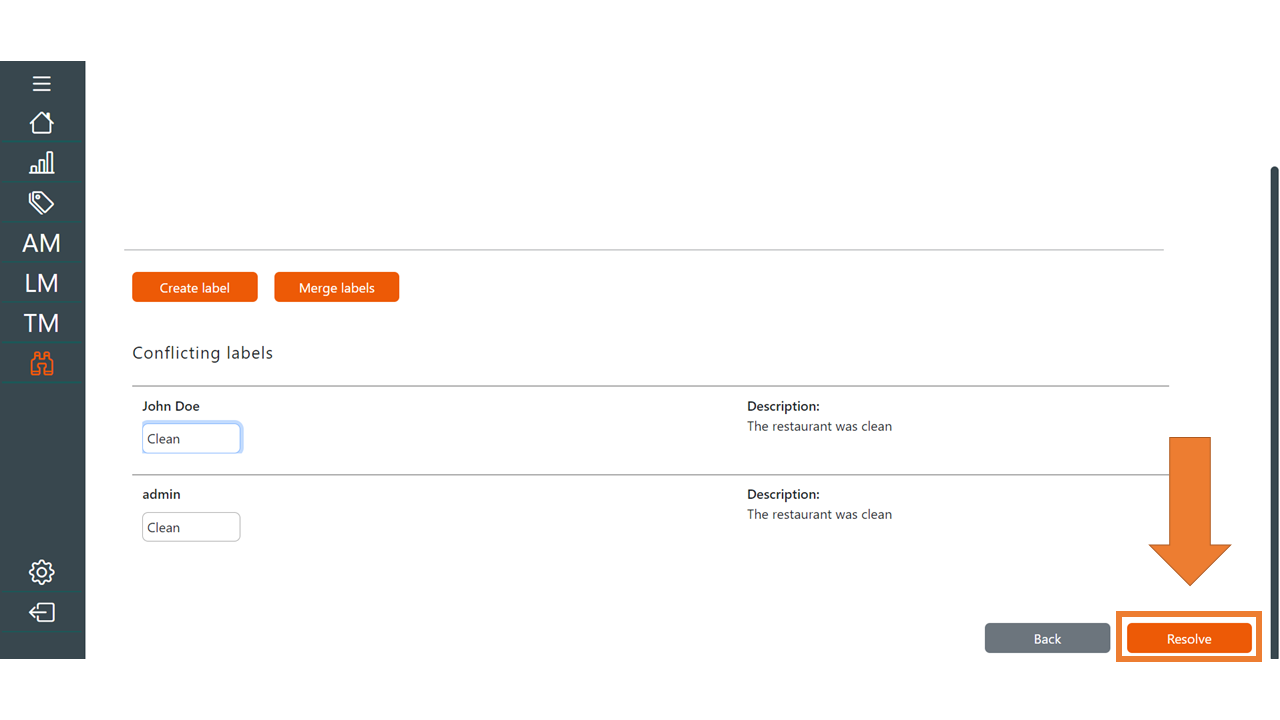 AM
LM
TM
Create label
Merge labels
Conflicting labels
John Doe
Description:
Clean
The restaurant was clean
admin
Description:
Clean
The restaurant was clean
Back
Resolve